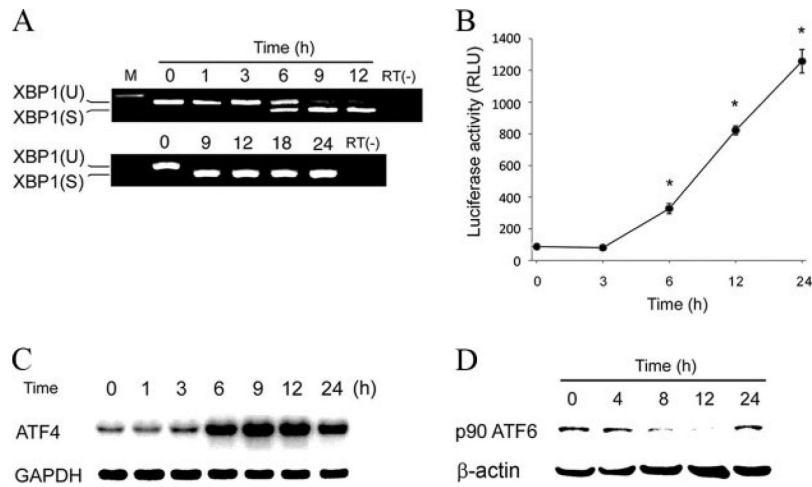 A
Time (h)
M 0 1 3 6 9 12 RT(-)
XBP1(U)
XBP1(S)
0 9 12 18 24 RT(-)
XBP1(U)
XBP1(S)
B
Luciferase activity (RLU)
1400
1200
1000
800
600
400
200
0
* * * *
0 3 6 12 24
Time (h)
C
Time 0 1 3 6 9 12 24 (h)
ATF4
GAPDH
D
Time (h)
0 4 8 12 24
p90 ATF6
β-actin